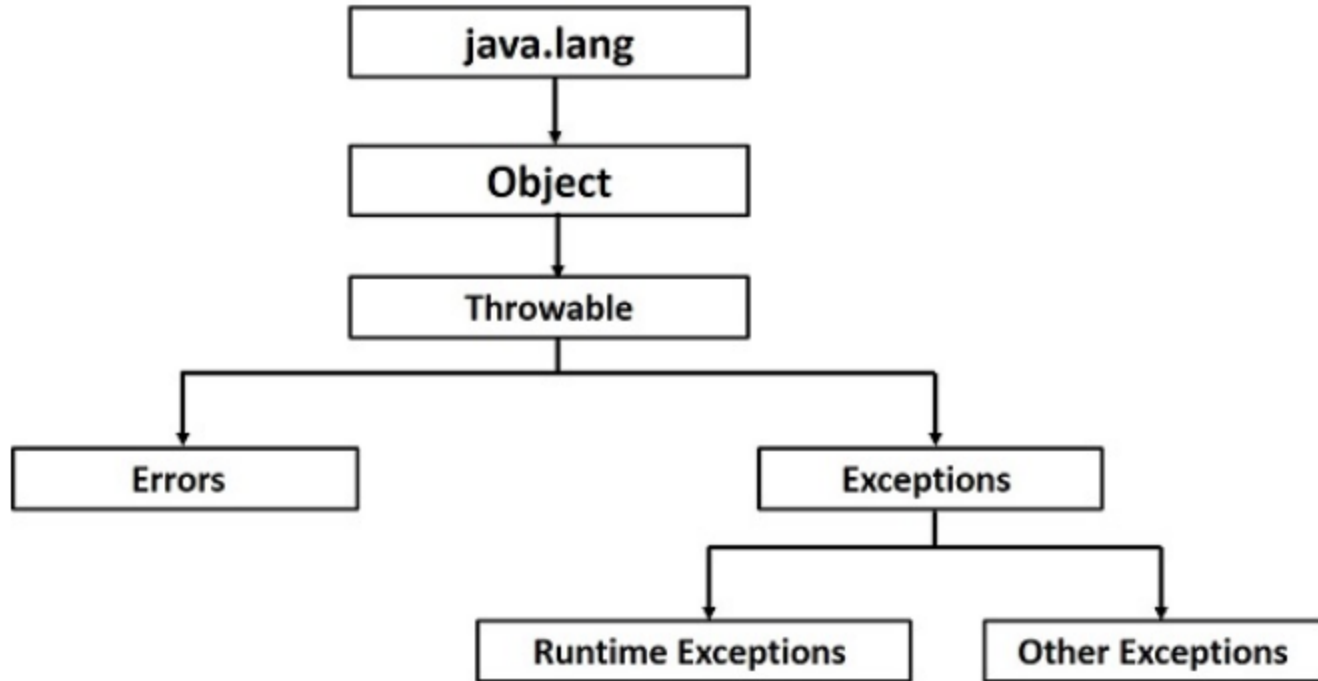 java.lang
Object
Throwable
Errors
Exceptions
Runtime Exceptions
Other Exceptions